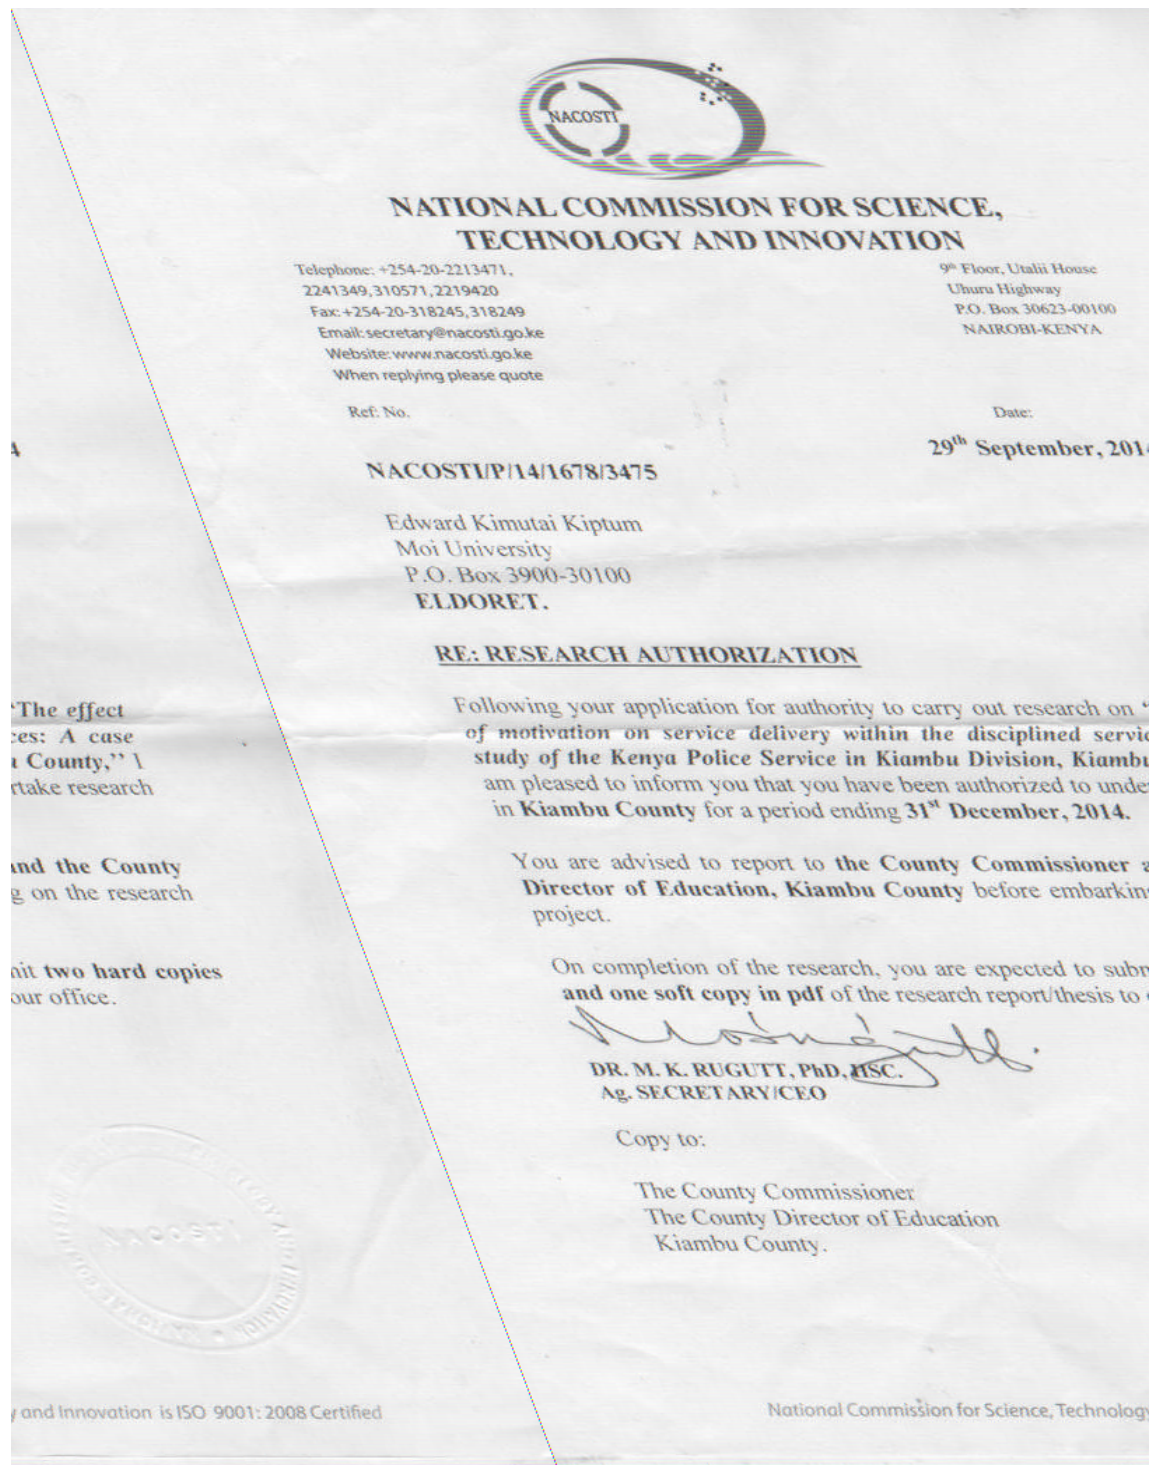 NACOSTI
NATIONAL COMMISSION FOR SCIENCE,
TECHNOLOGY AND INNOVATION
Telephone: +254-20-2213471,
2241349,310571,2219420
Fax:+254-20-318245,318249
Email:secretary@nacosti.go.ke
Website:www.nacosti.go.ke
When replying please quote
9th Floor, Utalii House
Uhuru Highway
P.O. Box 30623-00100
NAIROBI-KENYA
Ref: No.
Date:
29th September, 2014
NACOSTI/P/14/1678/3475
Edward Kimutai Kiptum
Moi University
P.O. Box 3900-30100
ELDORET.
RE: RESEARCH AUTHORIZATION
Following your application for authority to carry out research on “The effect
of motivation on service delivery within the disciplined services: A case
study of the Kenya Police Service in Kiambu Division, Kiambu County,” I
am pleased to inform you that you have been authorized to undertake research
in Kiambu County for a period ending 31st December, 2014.
You are advised to report to the County Commissioner and the County
Director of Education, Kiambu County before embarking on the research
project.
On completion of the research, you are expected to submit two hard copies
and one soft copy in pdf of the research report/thesis to our office.
DR. M. K. RUGUTT, PhD, HSC.
Ag. SECRETARY/CEO
Copy to:
The County Commissioner
The County Director of Education
Kiambu County.
NACOSTI
National Commission for Science, Technology and Innovation is ISO 9001: 2008 Certified